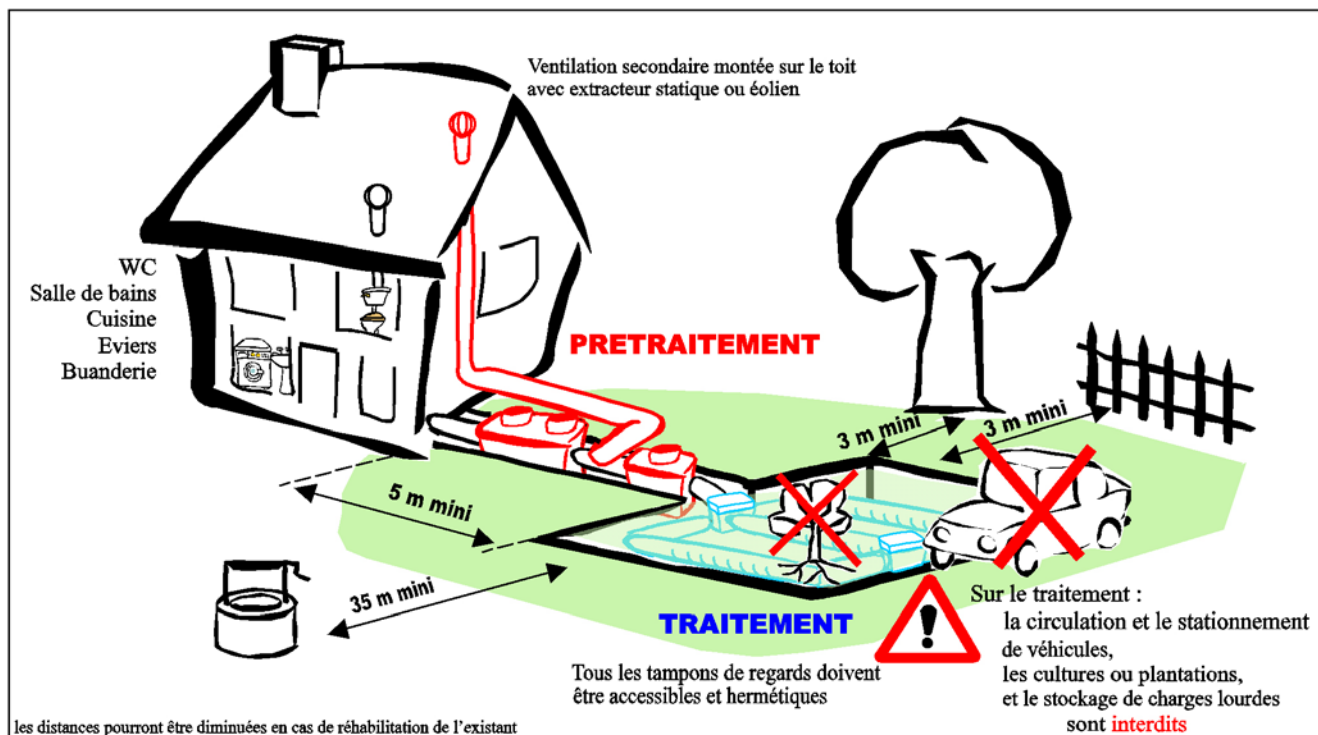 Ventilation secondaire montée sur le toit
avec extracteur statique ou éolien
WC
Salle de bains
Cuisine
Eviers
Buanderie
PRETRAITEMENT
3 m mini
3 m mini
5 m mini
35 m mini
TRAITEMENT
Tous les tampons de regards doivent
être accessibles et hermétiques
!
Sur le traitement :
la circulation et le stationnement
de véhicules,
les cultures ou plantations,
et le stockage de charges lourdes
sont interdits
les distances pourront être diminuées en cas de réhabilitation de l'existant